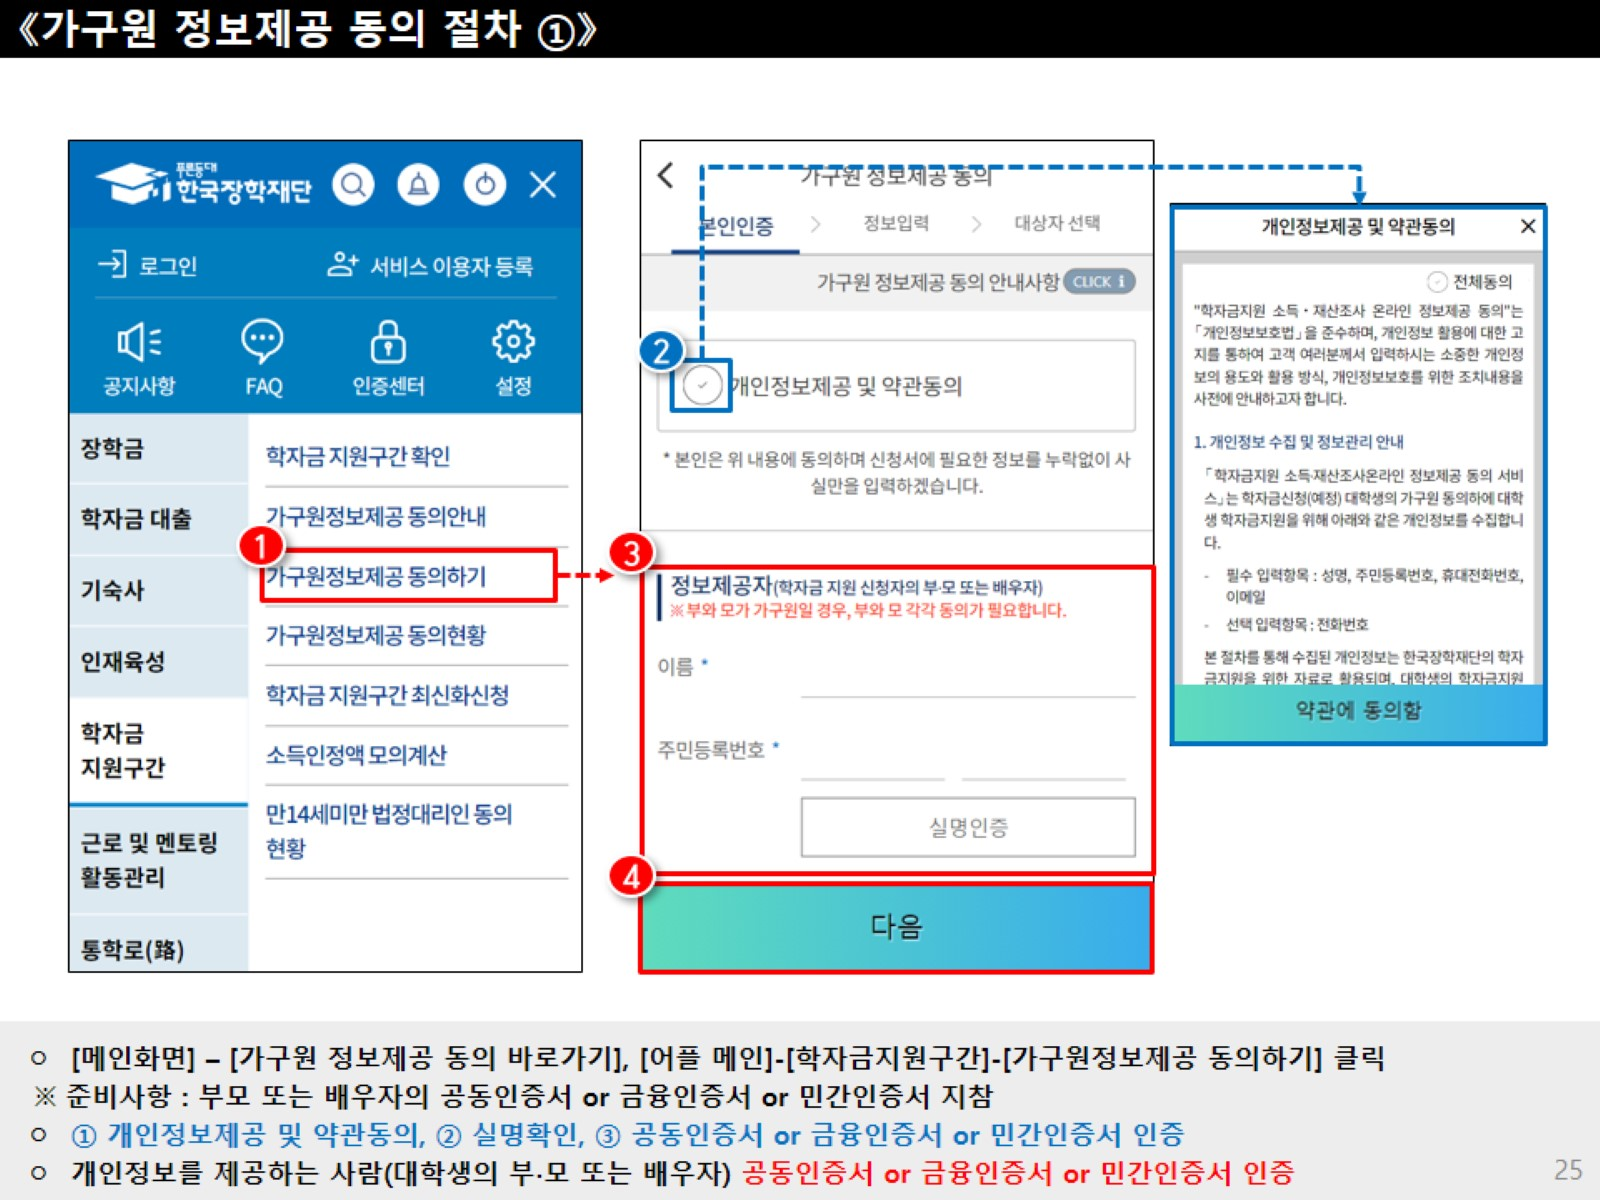 《가구원 정보제공 동의 절차 ①》
푸른등대
한국장학재단
로그인
서비스 이용자 등록
공지사항
FAQ
인증센터
설정
장학금
학자금 대출
기숙사
인재육성
학자금
지원구간
근로 및 멘토링
활동관리
통학로(路)
학자금 지원구간 확인
가구원정보제공 동의안내
1
가구원정보제공 동의하기
가구원정보제공 동의현황
학자금 지원구간 최신화신청
소득인정액 모의계산
만14세미만 법정대리인 동의
현황
가구원 정보제공 동의
본인인증
정보입력
대상자 선택
가구원 정보제공 동의 안내사항 CLICK i
2
개인정보제공 및 약관동의
* 본인은 위 내용에 동의하며 신청서에 필요한 정보를 누락없이 사
실만을 입력하겠습니다.
3
정보제공자(학자금 지원 신청자의 부·모 또는 배우자)
※ 부와 모가 가구원일 경우, 부와 모 각각 동의가 필요합니다.
이름 *
주민등록번호 *
실명인증
4
다음
개인정보제공 및 약관동의
전체동의
"학자금지원 소득・재산조사 온라인 정보제공 동의"는
「개인정보보호법」을 준수하며, 개인정보 활용에 대한 고
지를 통하여 고객 여러분께서 입력하시는 소중한 개인정
보의 용도와 활용 방식, 개인정보보호를 위한 조치내용을
사전에 안내하고자 합니다.
1. 개인정보 수집 및 정보관리 안내
「학자금지원 소득·재산조사온라인 정보제공 동의 서비
스」는 학자금신청(예정) 대학생의 가구원 동의하에 대학
생 학자금지원을 위해 아래와 같은 개인정보를 수집합니
다.
- 필수 입력항목 : 성명, 주민등록번호, 휴대전화번호,
이메일
- 선택 입력항목 : 전화번호
본 절차를 통해 수집된 개인정보는 한국장학재단의 학자
금지원을 위한 자료로 활용되며, 대학생의 학자금지원
약관에 동의함
○ [메인화면] – [가구원 정보제공 동의 바로가기], [어플 메인]-[학자금지원구간]-[가구원정보제공 동의하기] 클릭
※ 준비사항 : 부모 또는 배우자의 공동인증서 or 금융인증서 or 민간인증서 지참
○ ① 개인정보제공 및 약관동의, ② 실명확인, ③ 공동인증서 or 금융인증서 or 민간인증서 인증
○ 개인정보를 제공하는 사람(대학생의 부·모 또는 배우자) 공동인증서 or 금융인증서 or 민간인증서 인증
25